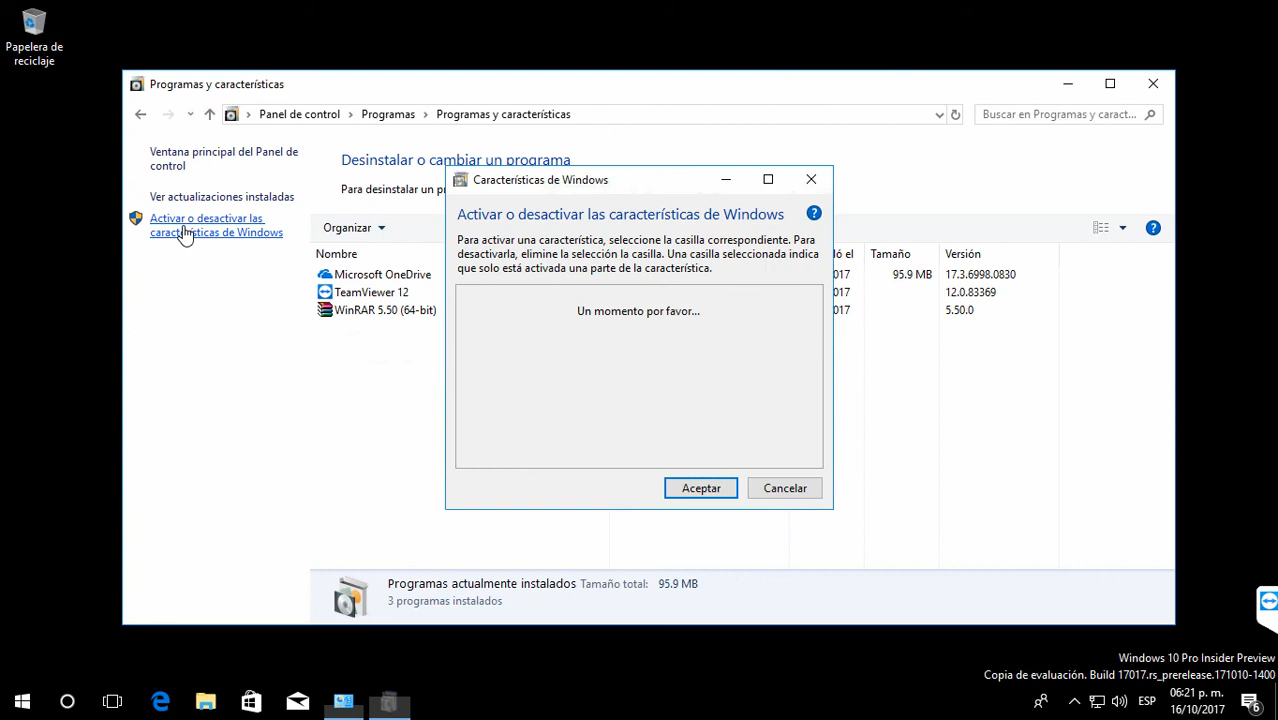 Papelera de
reciclaje
Programas y características
Panel de control
Programas
Programas y características
Buscar en Programas y caract...
Ventana principal del Panel de
control
Ver actualizaciones instaladas
Activar o desactivar las
características de Windows
Desinstalar o cambiar un programa
Para desinstalar un pr
Organizar
Nombre
ó el
Tamaño
Versión
Microsoft OneDrive
017
95.9 MB
17.3.6998.0830
TeamViewer 12
017
12.0.83369
WinRAR 5.50 (64-bit)
017
5.50.0
Características de Windows
Activar o desactivar las características de Windows
Para activar una característica, seleccione la casilla correspondiente. Para
desactivarla, elimine la selección la casilla. Una casilla seleccionada indica
que solo está activada una parte de la característica.
Un momento por favor...
Aceptar
Cancelar
Programas actualmente instalados Tamaño total: 95.9 MB
3 programas instalados
Windows 10 Pro Insider Preview
Copia de evaluación. Build 17017.rs_prerelease.171010-1400
ESP
06:21 p. m.
16/10/2017
6